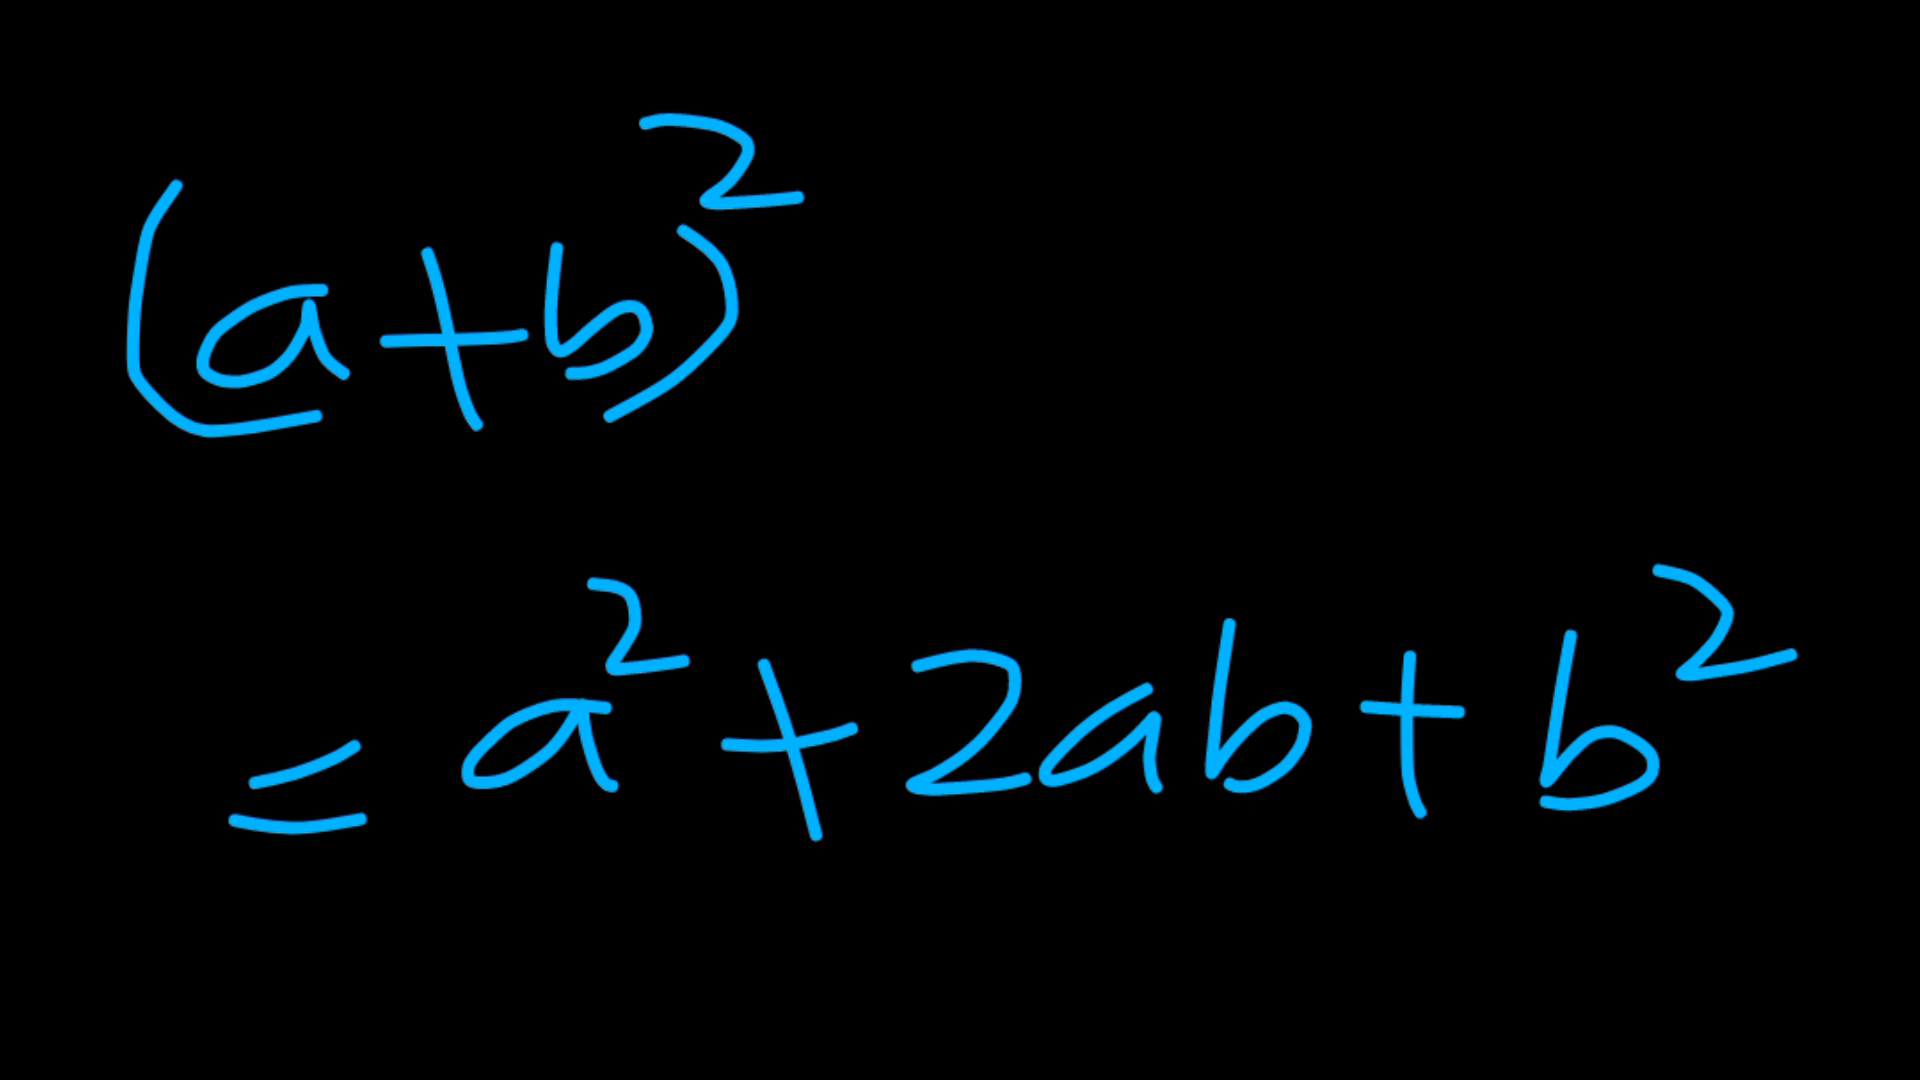 (a+b)²
= a² + 2ab + b²